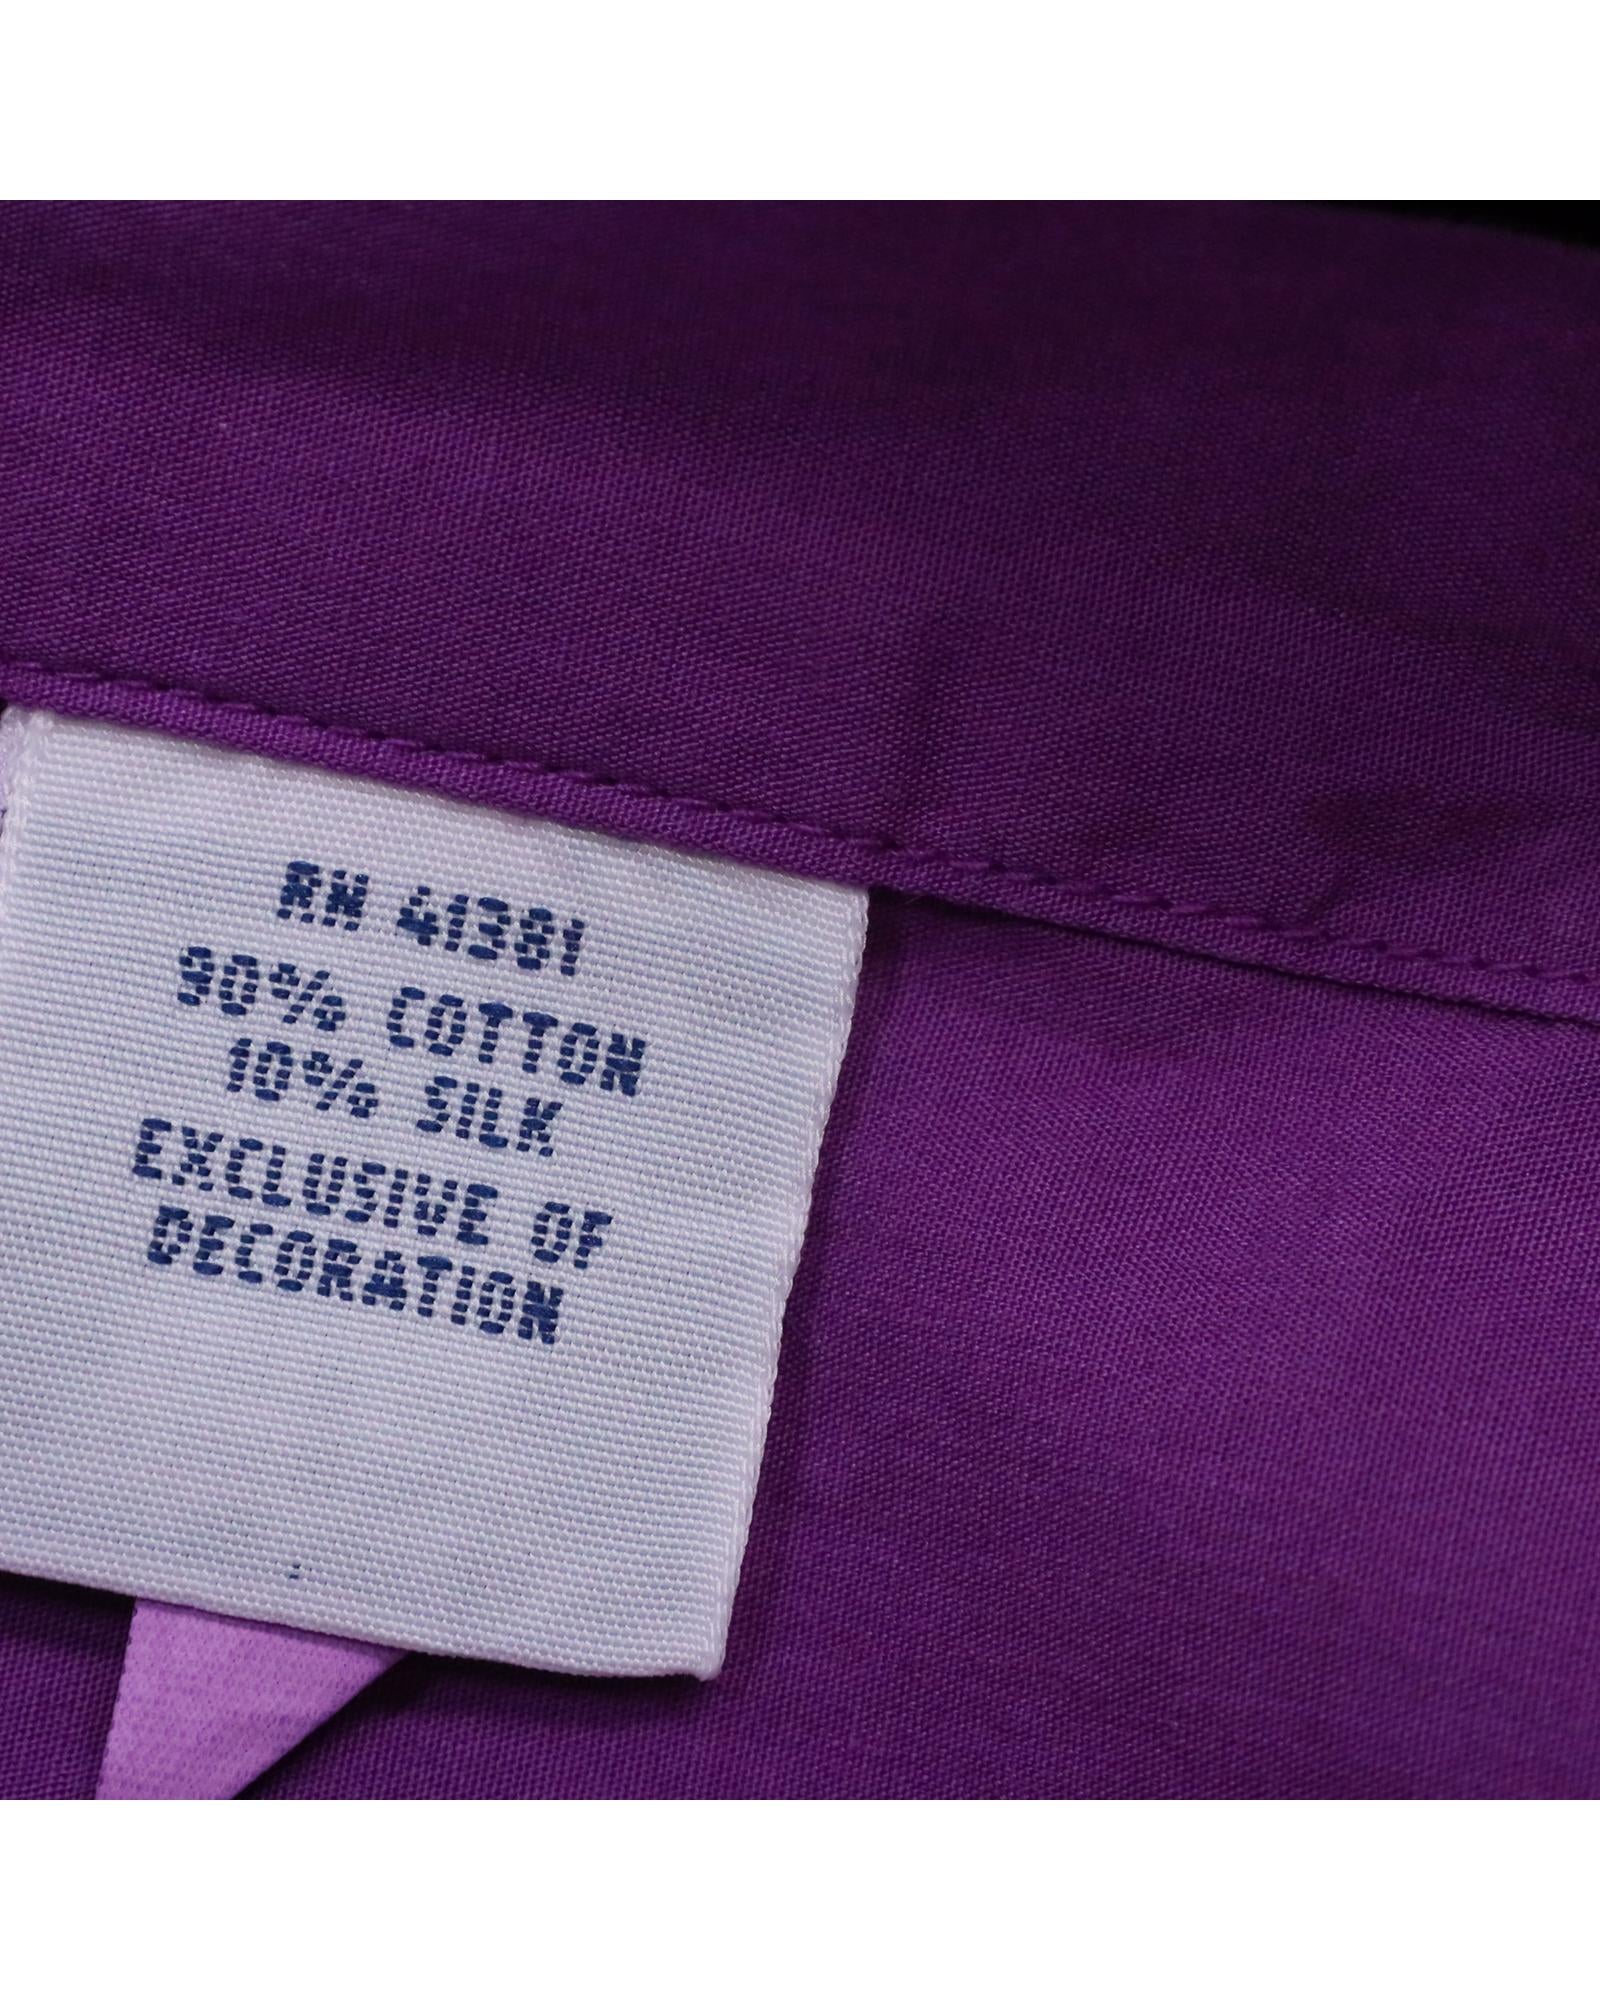 RN 41381
90% COTTON
10% SILK
EXCLUSIVE OF
DECORATION